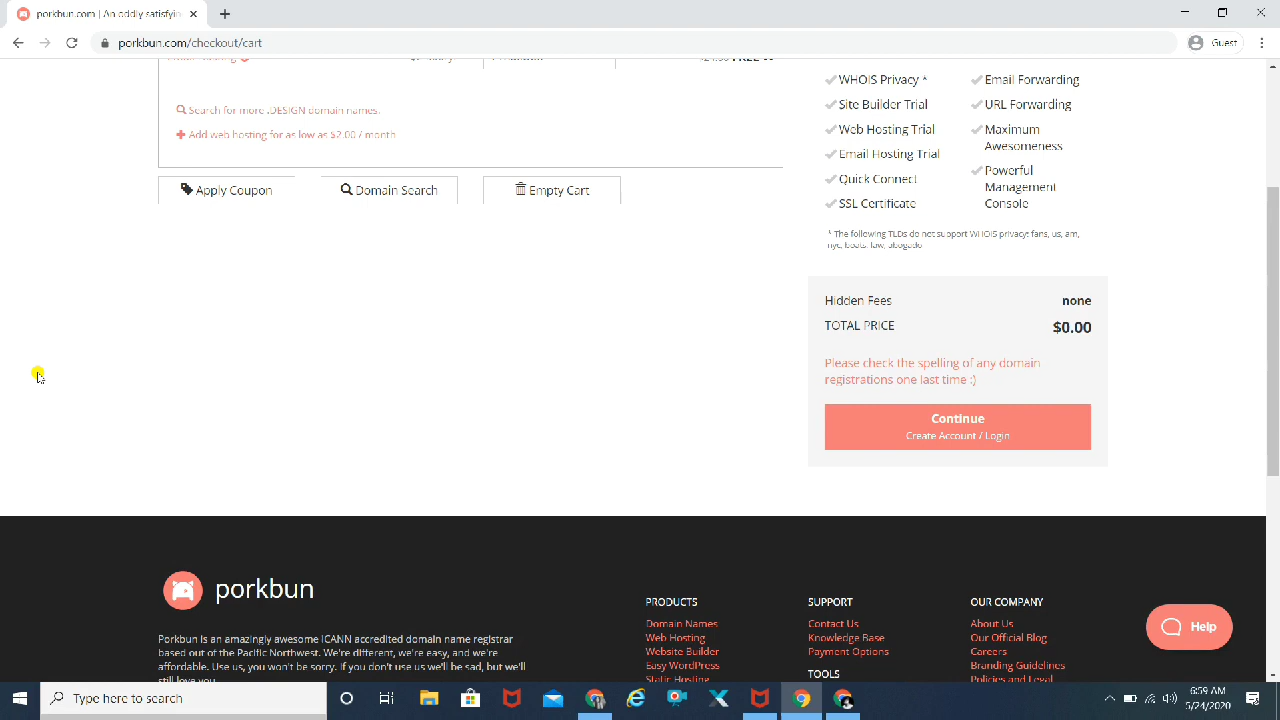 porkbun.com | An oddly satisfyin
porkbun.com/checkout/cart
Guest
Search for more .DESIGN domain names.
Add web hosting for as low as $2.00 / month
Apply Coupon
Domain Search
Empty Cart
WHOIS Privacy *
Site Builder Trial
Web Hosting Trial
Email Hosting Trial
Quick Connect
SSL Certificate
Email Forwarding
URL Forwarding
Maximum
Awesomeness
Powerful
Management
Console
* The following TLDs do not support WHOIS privacy: fans, us, am,
nyc, boats, law, abogado
Hidden Fees none
TOTAL PRICE $0.00
Please check the spelling of any domain
registrations one last time :)
Continue
Create Account / Login
porkbun
Porkbun is an amazingly awesome ICANN accredited domain name registrar
based out of the Pacific Northwest. We're different, we're easy, and we're
affordable. Use us, you won't be sorry. If you don't use us we'll be sad, but we'll
still love you.
PRODUCTS
Domain Names
Web Hosting
Website Builder
Easy WordPress
Static Hosting
SUPPORT
Contact Us
Knowledge Base
Payment Options
TOOLS
OUR COMPANY
About Us
Our Official Blog
Careers
Branding Guidelines
Policies and Legal
Help
Type here to search
6:59 AM
5/24/2020